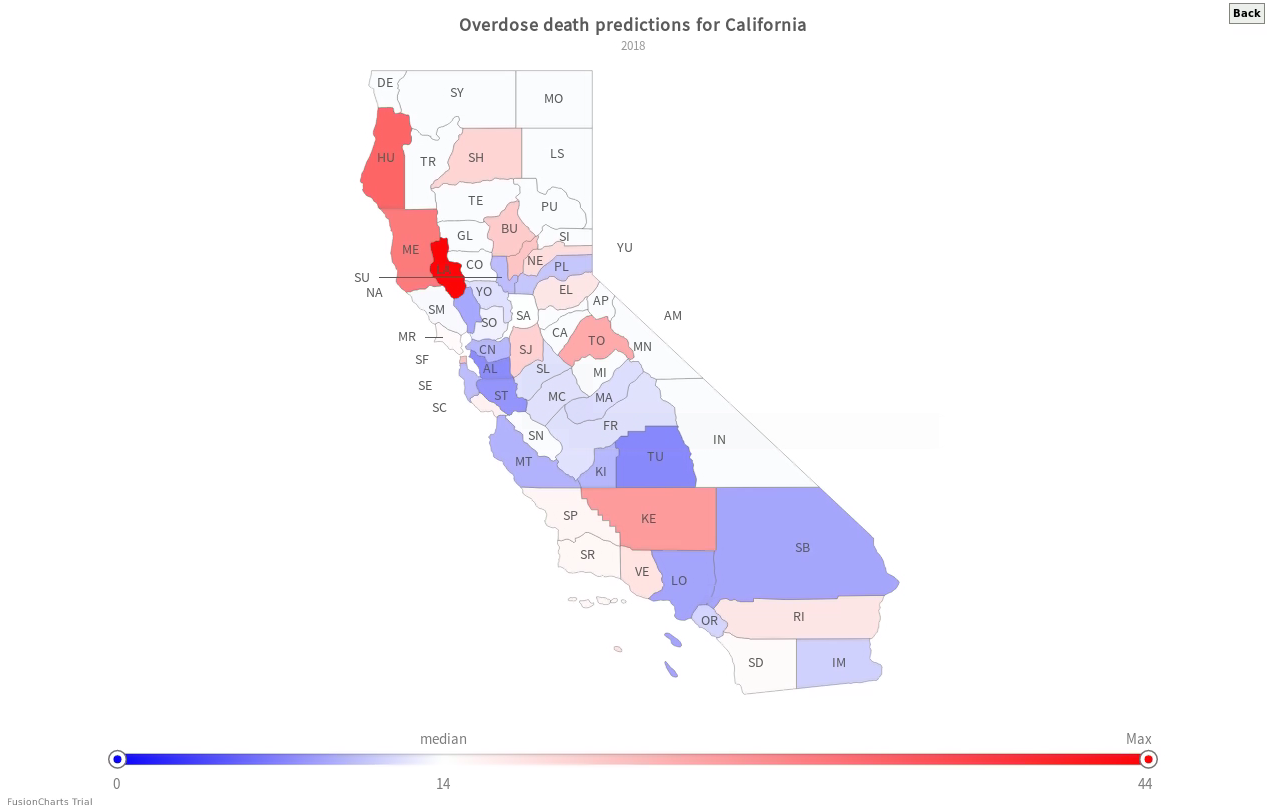 Back
Overdose death predictions for California
2018
DE
SY
MO
HU
TR
SH
LS
TE
PU
BU
GL
SI
YU
ME
CO
NE
PL
SU
NA
YO
EL
AP
SM
SA
AM
SO
CA
MR
CN
SJ
TO
MN
SF
AL
SL
MI
SE
ST
MC
MA
SC
FR
SN
IN
MT
KI
TU
SP
KE
SB
SR
VE
LO
OR
RI
SD
IM
median
Max
0
14
44
FusionCharts Trial